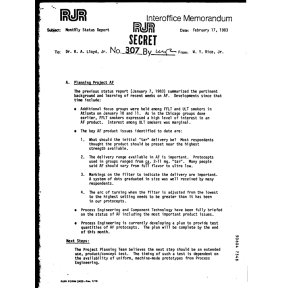 RJR
Interoffice Memorandum
Subject: Monthly Status Report
RJR
Date: February 17, 1983
SECRET
No. 307 By
To: Dr. R. A. Lloyd, Jr.
From: W. T. Rice, Jr.
A. Planning Project AF
The previous status report (January 7, 1983) summarized the pertinent
background and learning of recent weeks on AF. Developments since that
time include:
• Additional focus groups were held among FFLT and ULT smokers in
Atlanta on January 10 and 11. As in the Chicago groups done
earlier, FFLT smokers expressed a high level of interest in an
AF product. Interest among ULT smokers was marginal.
• The key AF product issues identified to date are:
1. What should the initial "tar" delivery be? Most respondents
thought the product should be preset near the highest
strength available.
2. The delivery range available in AF is important. Prototypes
used in groups ranged from 2-11 mg. "tar". Many people
said AF should vary from full flavor to ultra low.
3. Markings on the filter to indicate the delivery are important.
A system of dots graduated in size was well received by many
respondents.
4. The arc of turning when the filter is adjusted from the lowest
to the highest setting needs to be greater than it has been
in our prototypes.
• Process Engineering and Component Technology have been fully briefed
on the status of AF including the most important product issues.
• Process Engineering is currently developing a plan to provide test
quantities of AF prototypes. The plan will be complete by the end
of this month.
Next Steps:
The Project Planning Team believes the next step should be an extended
use, product/concept test. The timing of such a test is dependent on
the availability of uniform, machine-made prototypes from Process
Engineering.